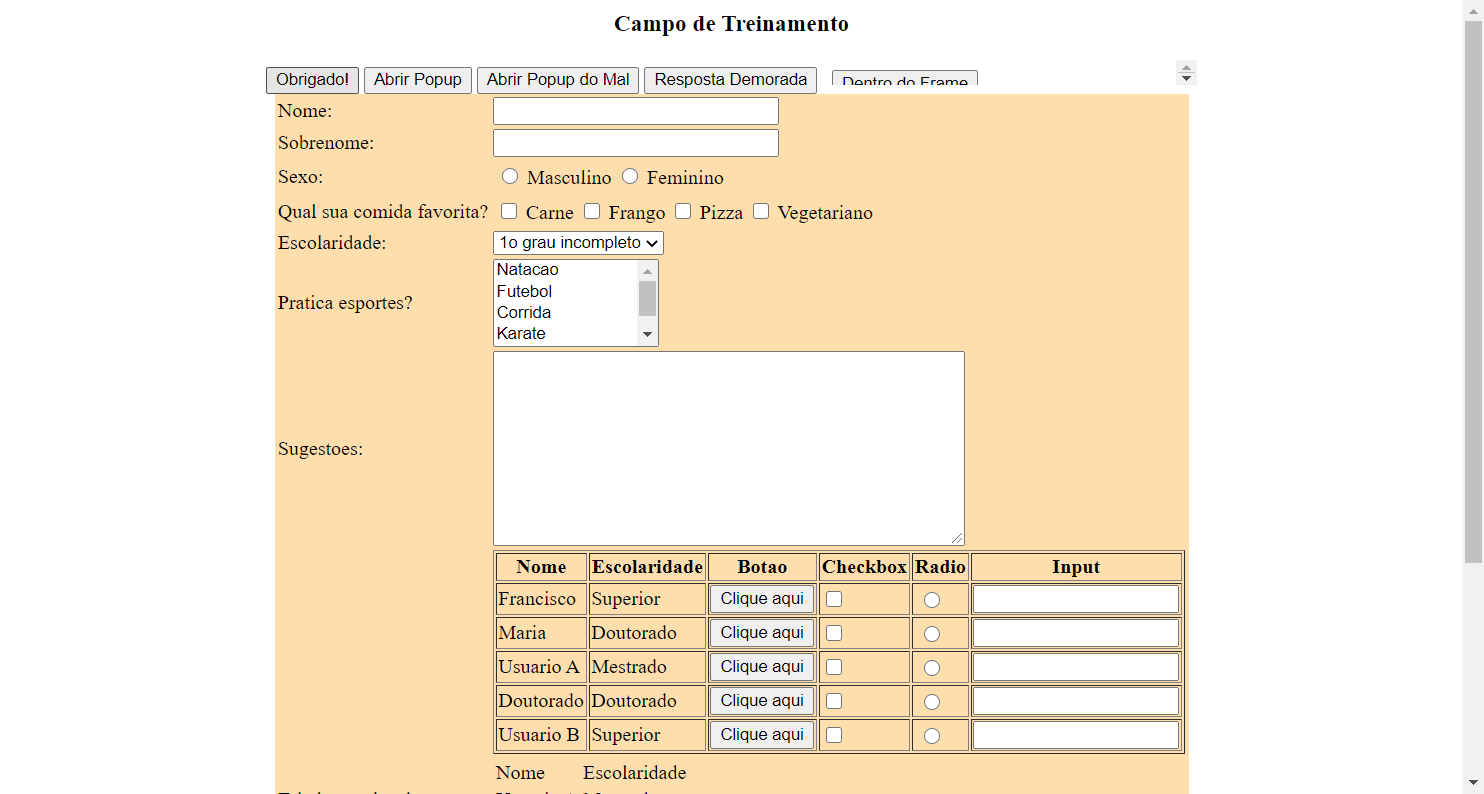 Campo de Treinamento
Obrigado! Abrir Popup Abrir Popup do Mal Resposta Demorada Dentro do Frame
Nome:
Sobrenome:
Sexo: Masculino Feminino
Qual sua comida favorita? Carne Frango Pizza Vegetariano
Escolaridade: 1o grau incompleto
Natacao
Futebol
Pratica esportes?
Corrida
Karate
Sugestoes:
Nome Escolaridade Botao Checkbox Radio Input
Francisco Superior Clique aqui
Maria Doutorado Clique aqui
Usuario A Mestrado Clique aqui
Doutorado Doutorado Clique aqui
Usuario B Superior Clique aqui
Nome Escolaridade